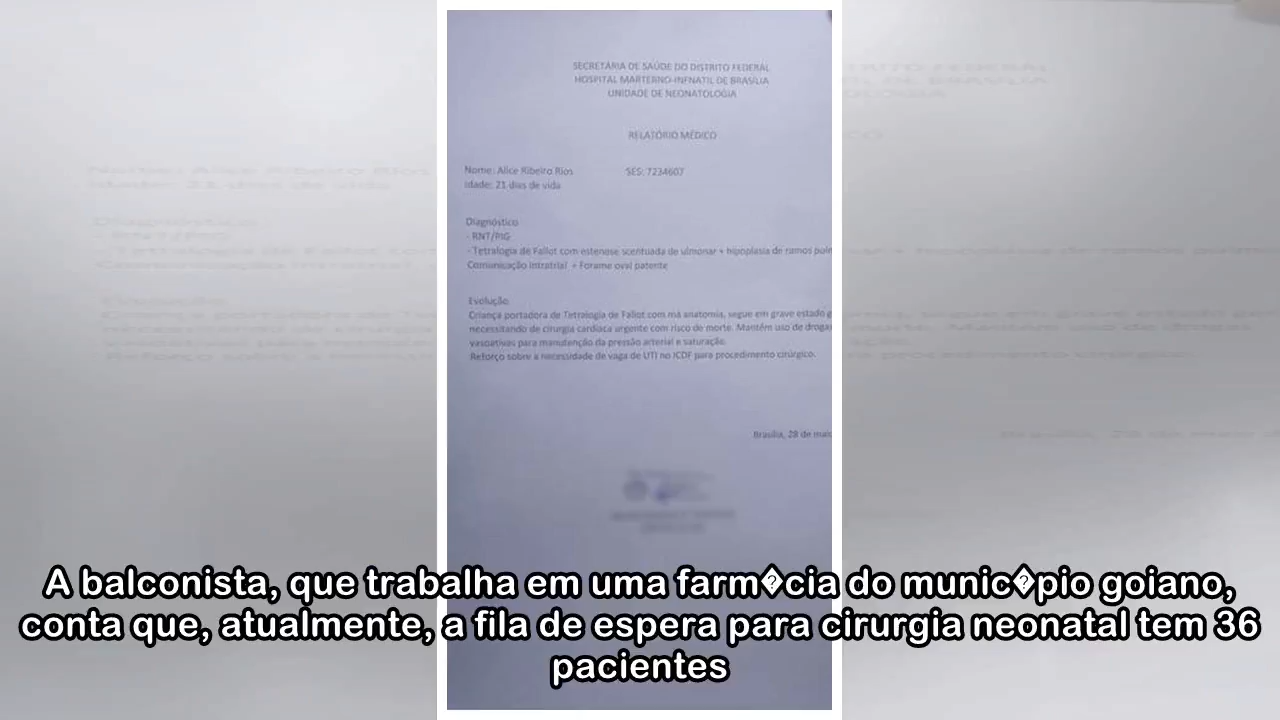 SECRETARIA DE SAÚDE DO DISTRITO FEDERAL
HOSPITAL MARTERNO-INFNATIL DE BRASÍLIA
UNIDADE DE NEONATOLOGIA
RELATÓRIO MÉDICO
Nome: Alice Ribeiro Rios SES: 7234607
Idade: 21 dias de vida
Diagnóstico
- RNT/PIG
- Tetralogia de Fallot com estenose scentuada de ulmonar + hipoplasia de ramos pulm
Comunicação Intratrial + Forame oval patente
Evolução
Criança portadora de Tetralogia de Fallot com má anatomia, segue em grave estado g
necessitando de cirurgia cardíaca urgente com risco de morte. Mantém uso de drogas
vasoativas para manutenção da pressão arterial e saturação.
Reforço sobre a necessidade de vaga de UTI no ICDF para procedimento cirúrgico.
Brasília, 28 de maio
A balconista, que trabalha em uma farm�cia do munic�pio goiano,
conta que, atualmente, a fila de espera para cirurgia neonatal tem 36
pacientes